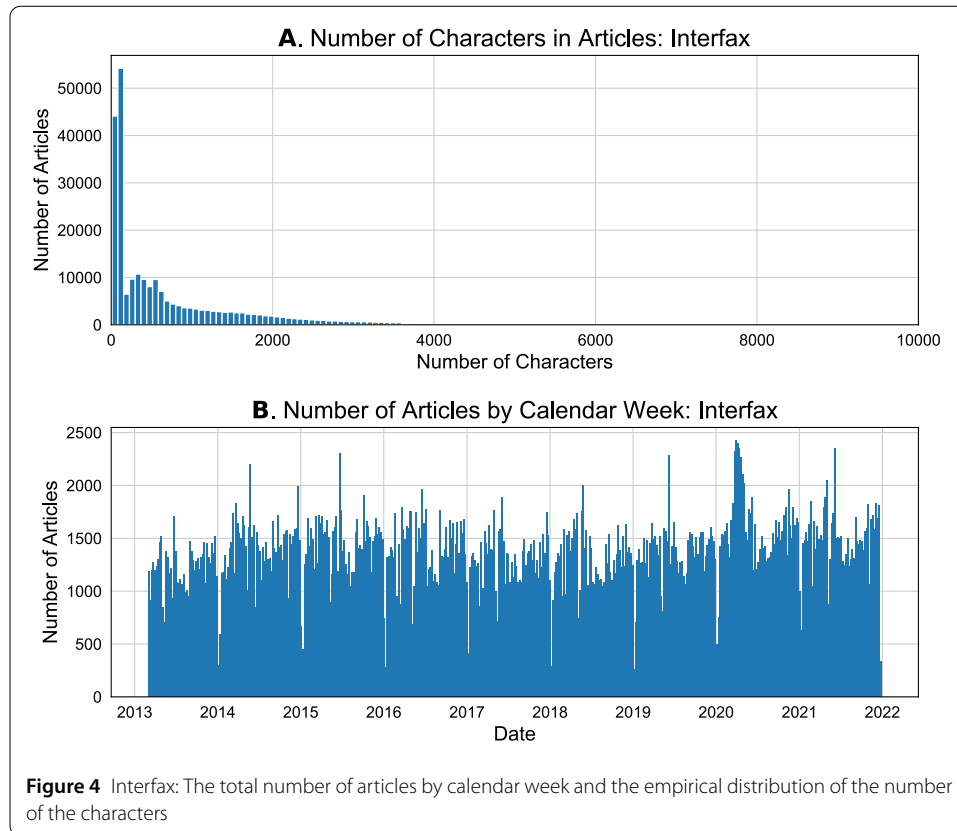 A. Number of Characters in Articles: Interfax
Number of Articles
50000
40000
30000
20000
10000
0
0 2000 4000 6000 8000 10000
Number of Characters
B. Number of Articles by Calendar Week: Interfax
Number of Articles
2500
2000
1500
1000
500
0
2013 2014 2015 2016 2017 2018 2019 2020 2021 2022
Date
Figure 4 Interfax: The total number of articles by calendar week and the empirical distribution of the number
of the characters